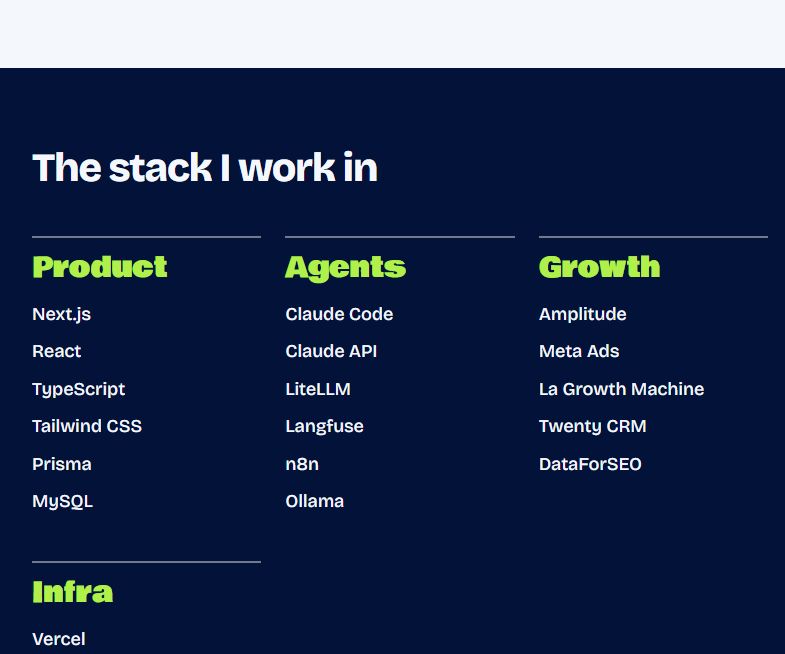 The stack I work in
Product
Next.js
React
TypeScript
Tailwind CSS
Prisma
MySQL
Agents
Claude Code
Claude API
LiteLLM
Langfuse
n8n
Ollama
Growth
Amplitude
Meta Ads
La Growth Machine
Twenty CRM
DataForSEO
Infra
Vercel